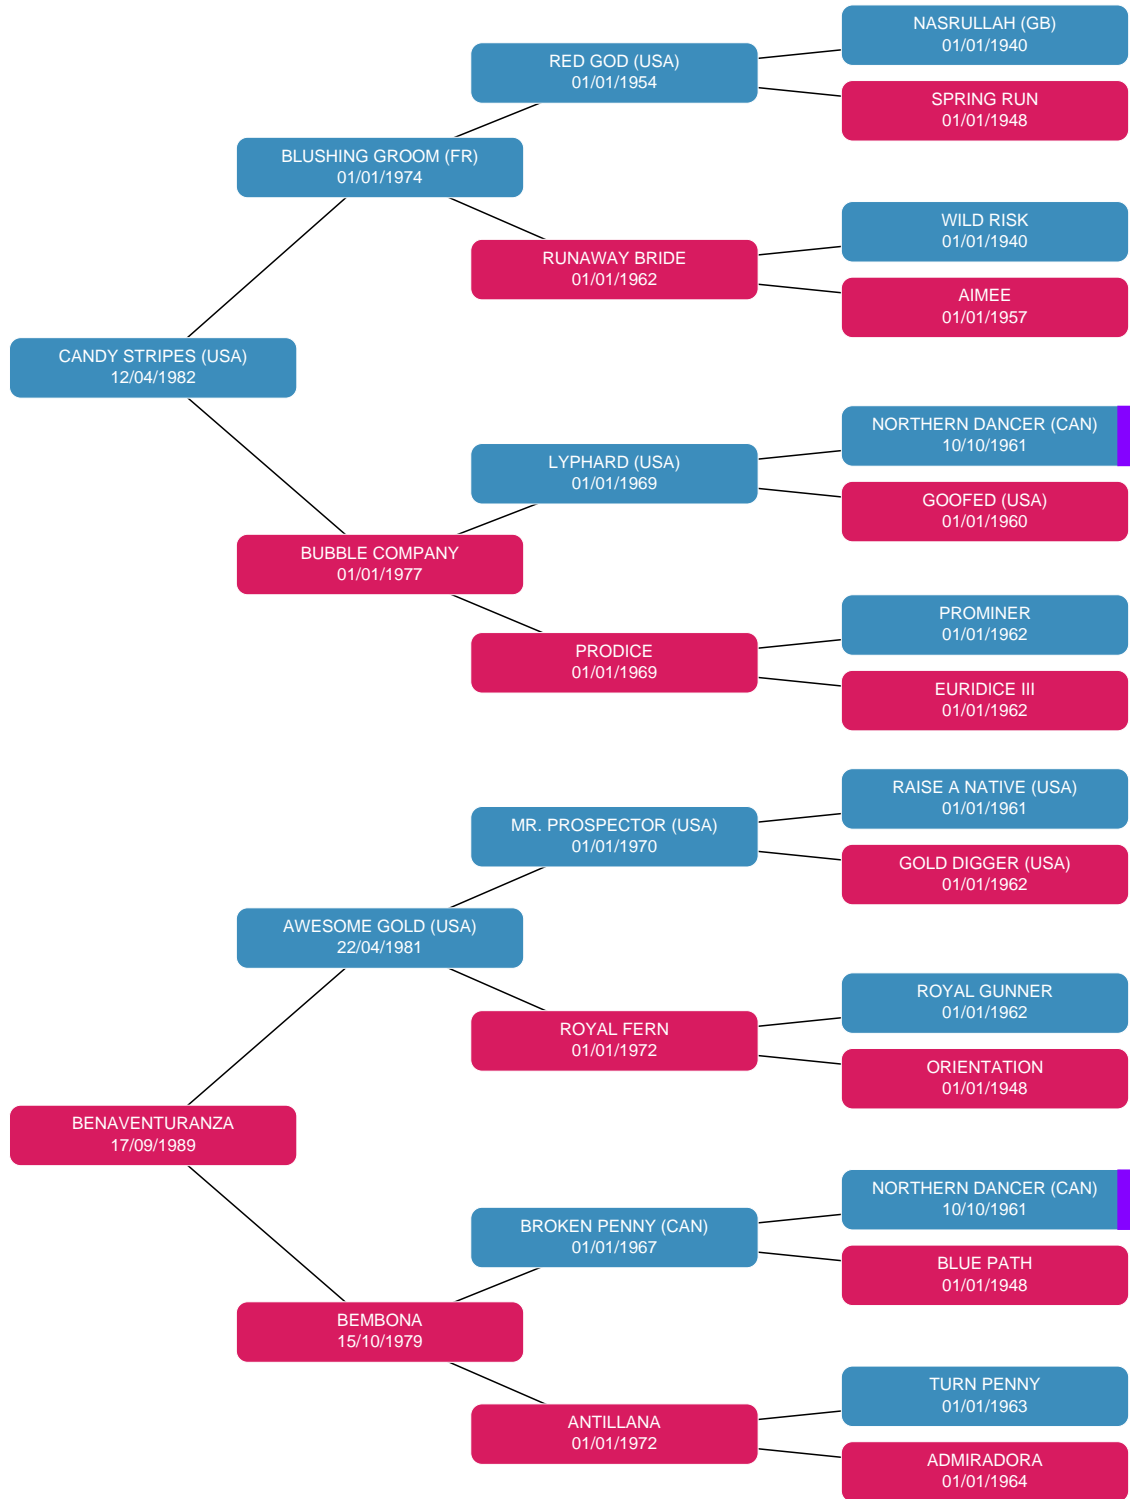 NASRULLAH (GB)
01/01/1940
RED GOD (USA)
01/01/1954
SPRING RUN
01/01/1948
BLUSHING GROOM (FR)
01/01/1974
WILD RISK
01/01/1940
RUNAWAY BRIDE
01/01/1962
AIMEE
01/01/1957
CANDY STRIPES (USA)
12/04/1982
NORTHERN DANCER (CAN)
10/10/1961
LYPHARD (USA)
01/01/1969
GOOFED (USA)
01/01/1960
BUBBLE COMPANY
01/01/1977
PROMINER
01/01/1962
PRODICE
01/01/1969
EURIDICE III
01/01/1962
RAISE A NATIVE (USA)
01/01/1961
MR. PROSPECTOR (USA)
01/01/1970
GOLD DIGGER (USA)
01/01/1962
AWESOME GOLD (USA)
22/04/1981
ROYAL GUNNER
01/01/1962
ROYAL FERN
01/01/1972
ORIENTATION
01/01/1948
BENAVENTURANZA
17/09/1989
NORTHERN DANCER (CAN)
10/10/1961
BROKEN PENNY (CAN)
01/01/1967
BLUE PATH
01/01/1948
BEMBONA
15/10/1979
TURN PENNY
01/01/1963
ANTILLANA
01/01/1972
ADMIRADORA
01/01/1964